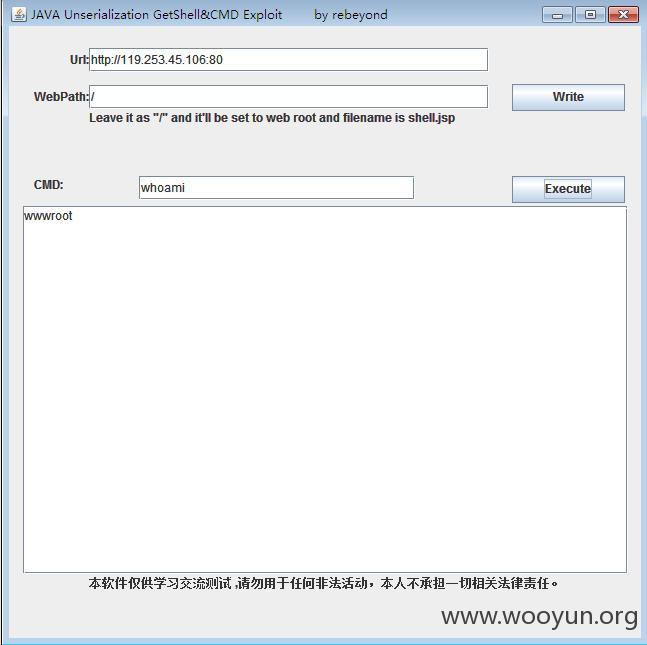 JAVA Unserialization GetShell&CMD Exploit by rebeyond
Url: http://119.253.45.106:80
WebPath: / Write
Leave it as "/" and it'll be set to web root and filename is shell.jsp
CMD: whoami Execute
wwwroot
本软件仅供学习交流测试,请勿用于任何非法活动，本人不承担一切相关法律责任。
www.wooyun.org